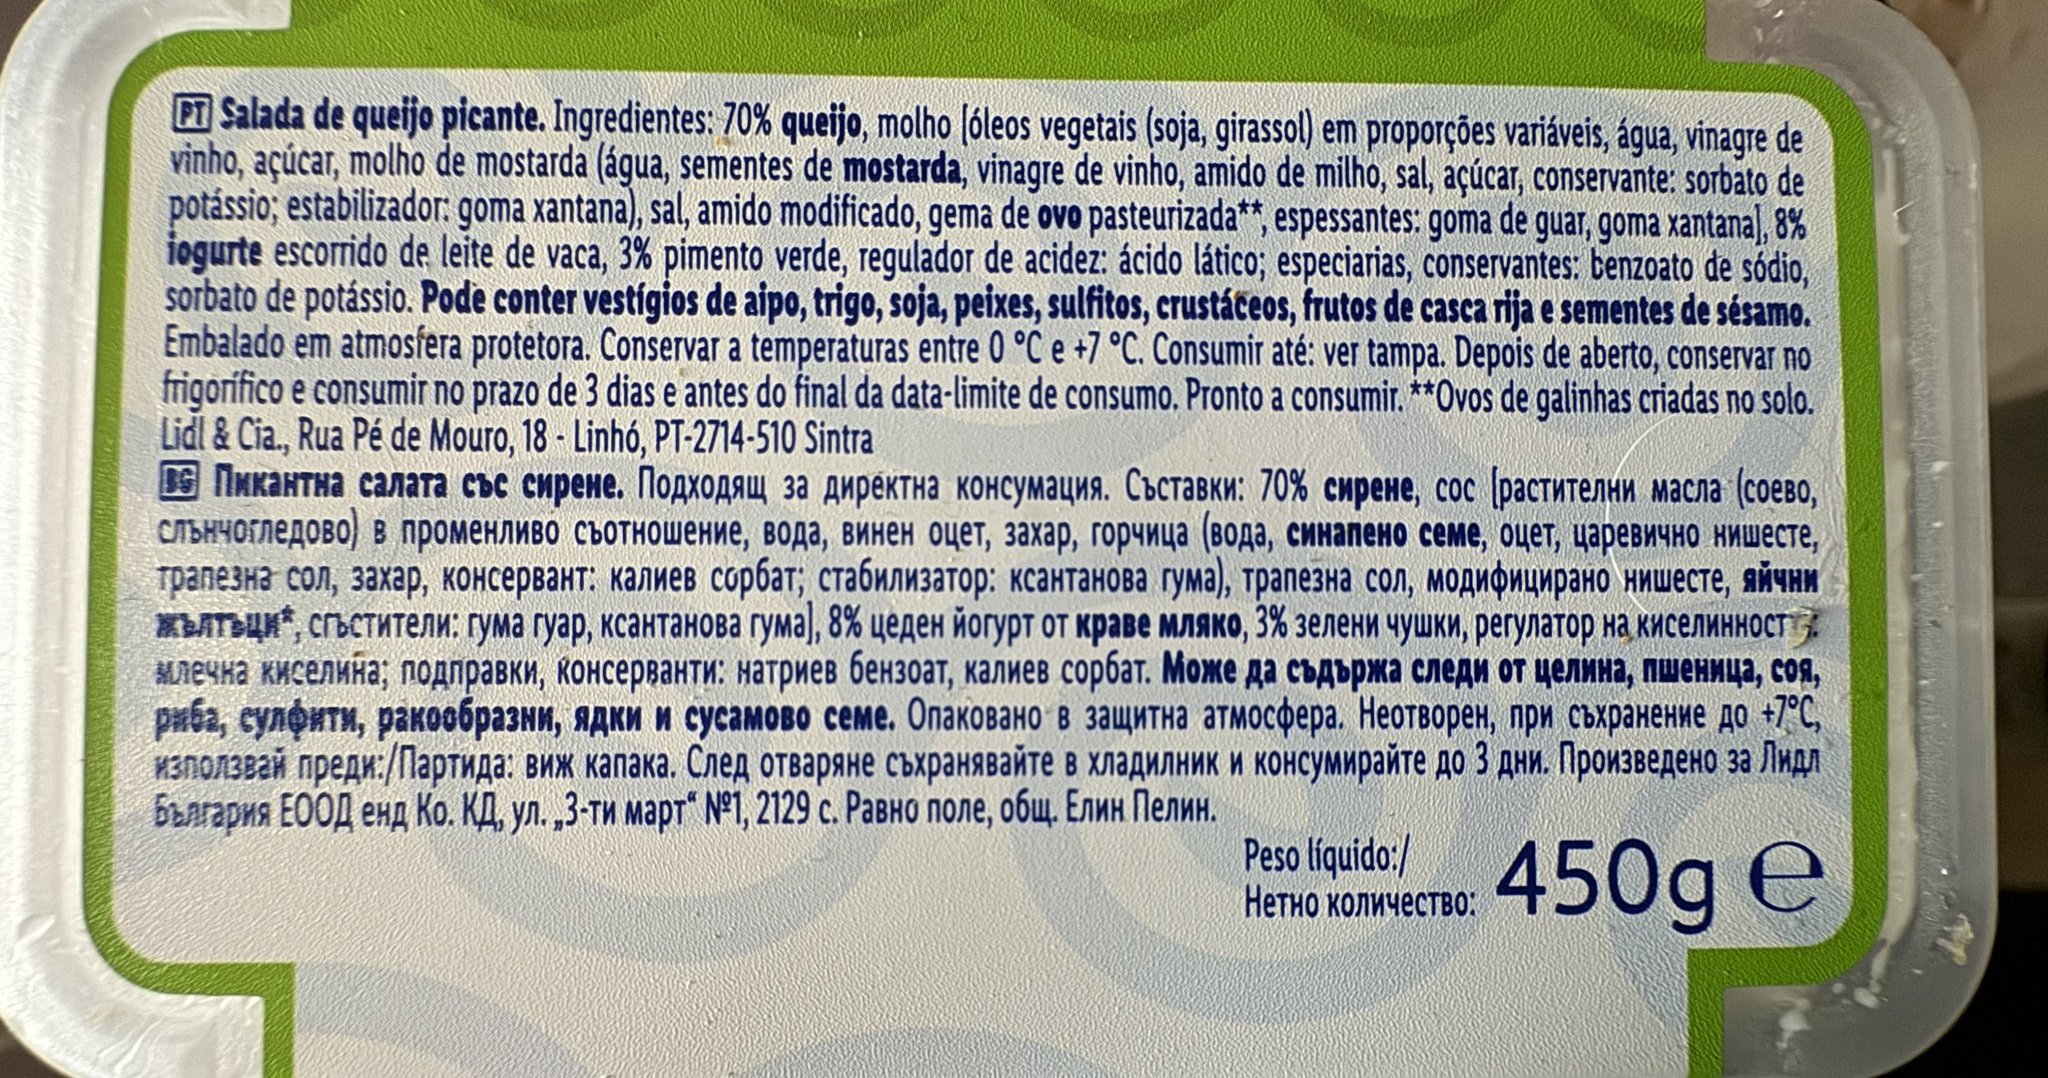 PT Salada de queijo picante. Ingredientes: 70% queijo, molho [óleos vegetais (soja, girassol) em proporções variáveis, água, vinagre de
vinho, açúcar, molho de mostarda (água, sementes de mostarda, vinagre de vinho, amido de milho, sal, açúcar, conservante: sorbato de
potássio; estabilizador: goma xantana), sal, amido modificado, gema de ovo pasteurizada**, espessantes: goma de guar, goma xantana], 8%
iogurte escorrido de leite de vaca, 3% pimento verde, regulador de acidez: ácido lático; especiarias, conservantes: benzoato de sódio,
sorbato de potássio. Pode conter vestígios de aipo, trigo, soja, peixes, sulfitos, crustáceos, frutos de casca rija e sementes de sésamo.
Embalado em atmosfera protetora. Conservar a temperaturas entre 0 °C e +7 °C. Consumir até: ver tampa. Depois de aberto, conservar no
frigorífico e consumir no prazo de 3 dias e antes do final da data-limite de consumo. Pronto a consumir. **Ovos de galinhas criadas no solo.
Lidl & Cia., Rua Pé de Mouro, 18 - Linhó, PT-2714-510 Sintra
BG Пикантна салата със сирене. Подходящ за директна консумация. Съставки: 70% сирене, сос [растителни масла (соево,
слънчогледово) в променливо съотношение, вода, винен оцет, захар, горчица (вода, синапено семе, оцет, царевично нишесте,
трапезна сол, захар, консервант: калиев сорбат; стабилизатор: ксантанова гума), трапезна сол, модифицирано нишесте, яйчни
жълтъци*, сгъстители: гума гуар, ксантанова гума], 8% цеден йогурт от краве мляко, 3% зелени чушки, регулатор на киселинността:
млечна киселина; подправки, консерванти: натриев бензоат, калиев сорбат. Може да съдържа следи от целина, пшеница, соя,
риба, сулфити, ракообразни, ядки и сусамово семе. Опаковано в защитна атмосфера. Неотворен, при съхранение до +7°C,
използвай преди:/Партида: виж капака. След отваряне съхранявайте в хладилник и консумирайте до 3 дни. Произведено за Лидл
България ЕООД енд Ко. КД, ул. „3-ти март“ №1, 2129 с. Равно поле, общ. Елин Пелин.
Peso líquido:/
Нетно количество: 450g e